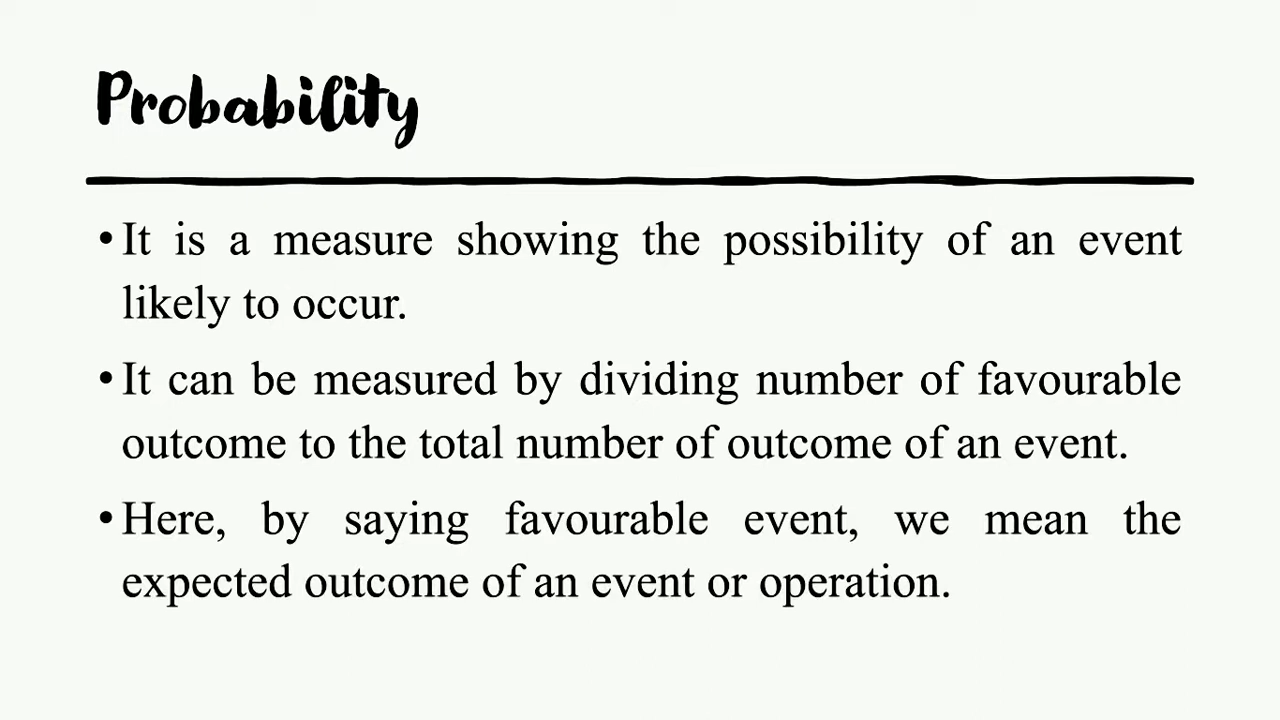 Probability
•It is a measure showing the possibility of an event
likely to occur.
•It can be measured by dividing number of favourable
outcome to the total number of outcome of an event.
•Here, by saying favourable event, we mean the
expected outcome of an event or operation.